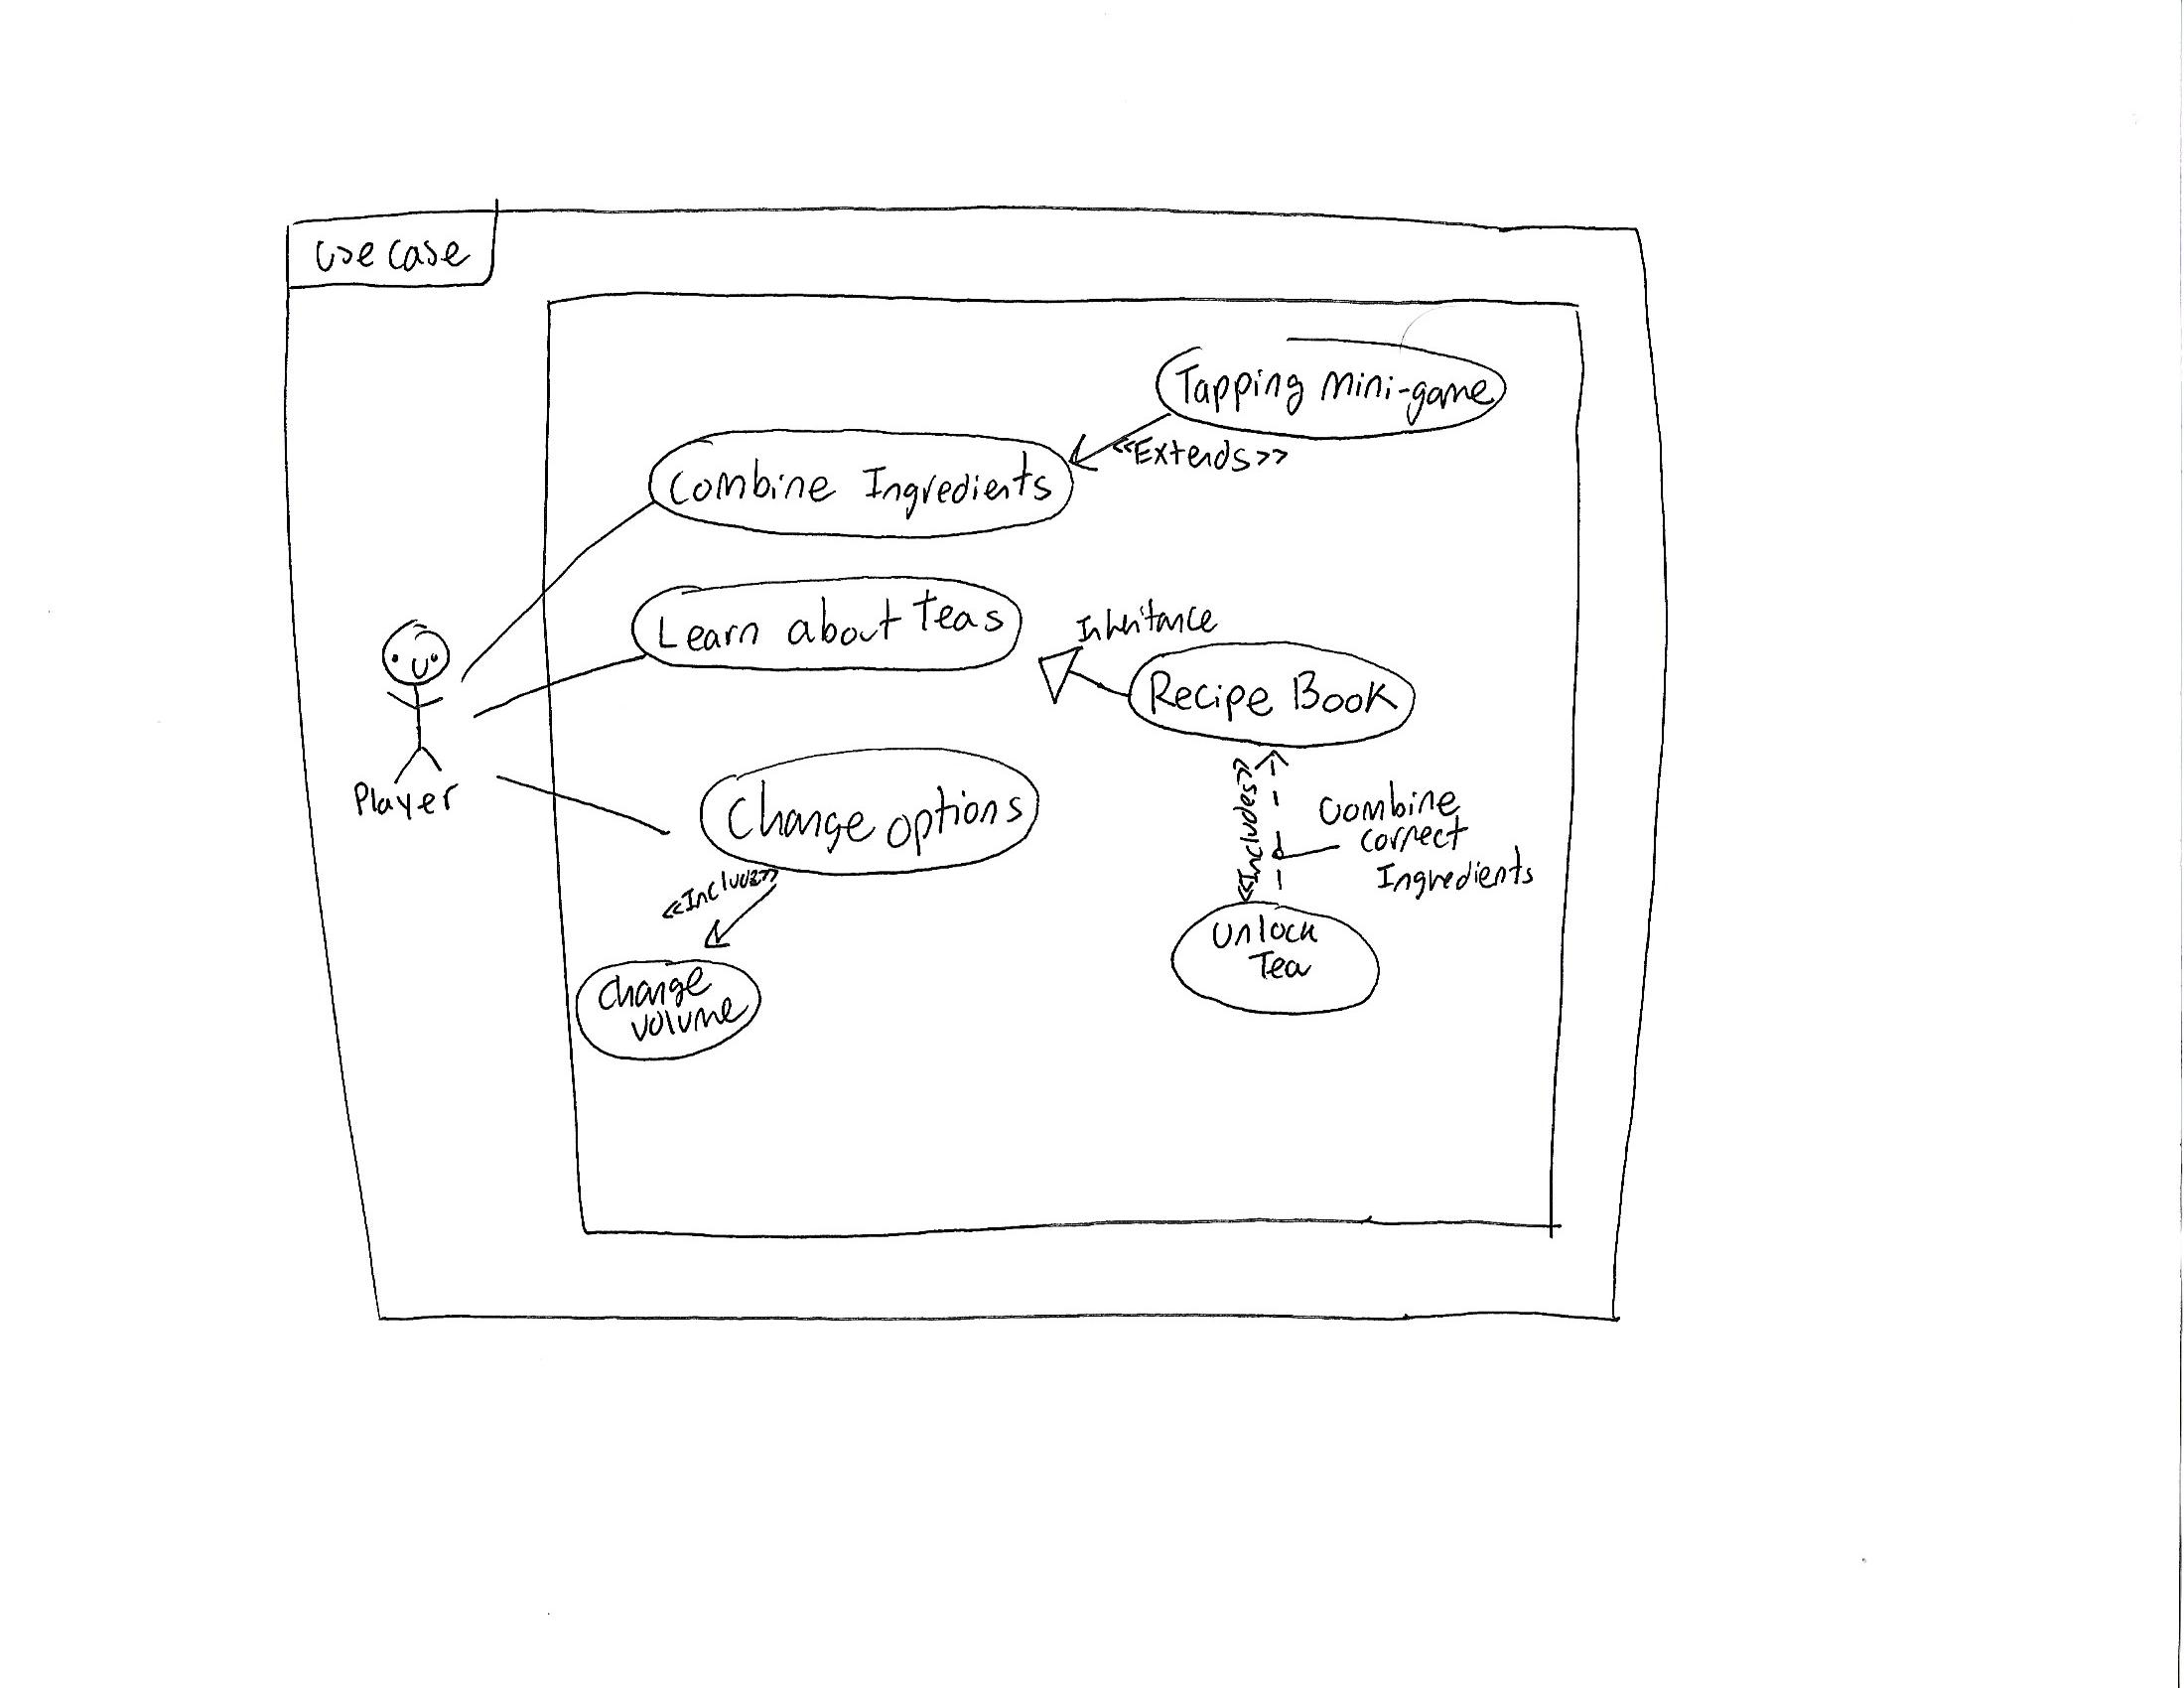 Use Case
Tapping Mini-game
<<Extends>>
Combine Ingredients
Learn about Teas
Inheritance
Recipe Book
Player
Change options
<<Includes>>
Combine
correct
Ingredients
<<Include>>
Unlock
Tea
Change
volume